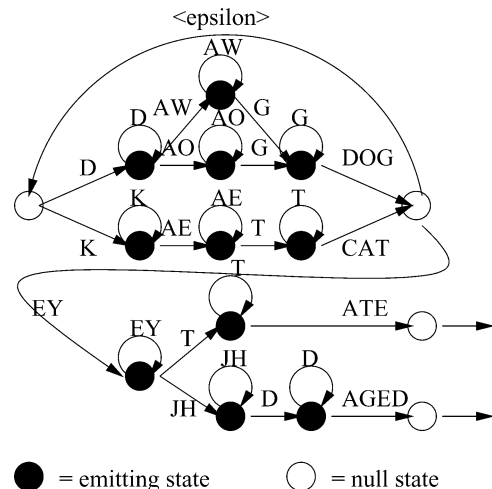 <epsilon>
AW
AW
G
D
AO
G
AO
G
D
DOG
K
AE
T
AE
T
K
CAT
T
EY
ATE
EY
T
JH
D
JH
D
AGED
= emitting state
= null state